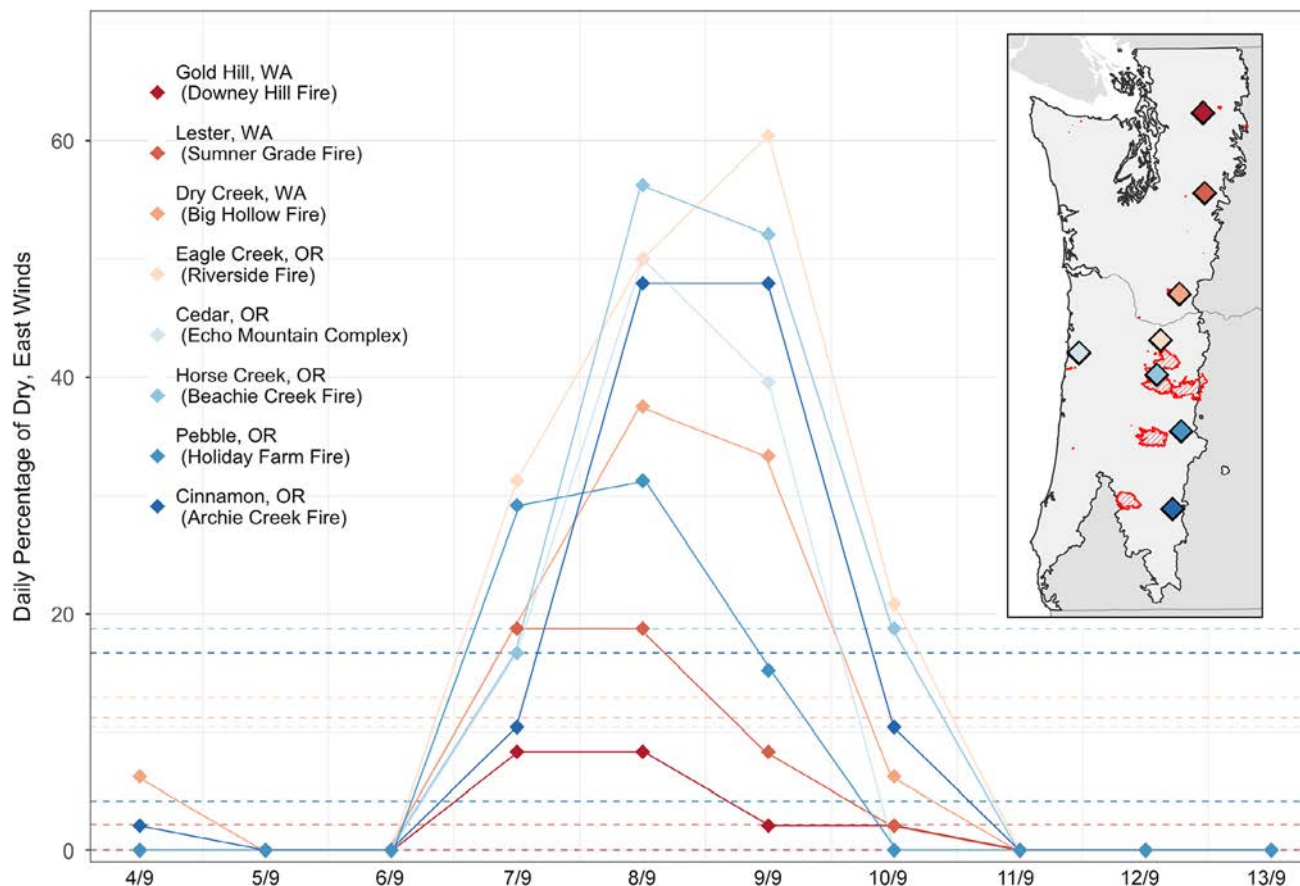 Gold Hill, WA
(Downey Hill Fire)
Lester, WA
(Sumner Grade Fire)
Dry Creek, WA
(Big Hollow Fire)
Eagle Creek, OR
(Riverside Fire)
Cedar, OR
(Echo Mountain Complex)
Horse Creek, OR
(Beachie Creek Fire)
Pebble, OR
(Holiday Farm Fire)
Cinnamon, OR
(Archie Creek Fire)
Daily Percentage of Dry, East Winds
60
40
20
0
4/9 5/9 6/9 7/9 8/9 9/9 10/9 11/9 12/9 13/9